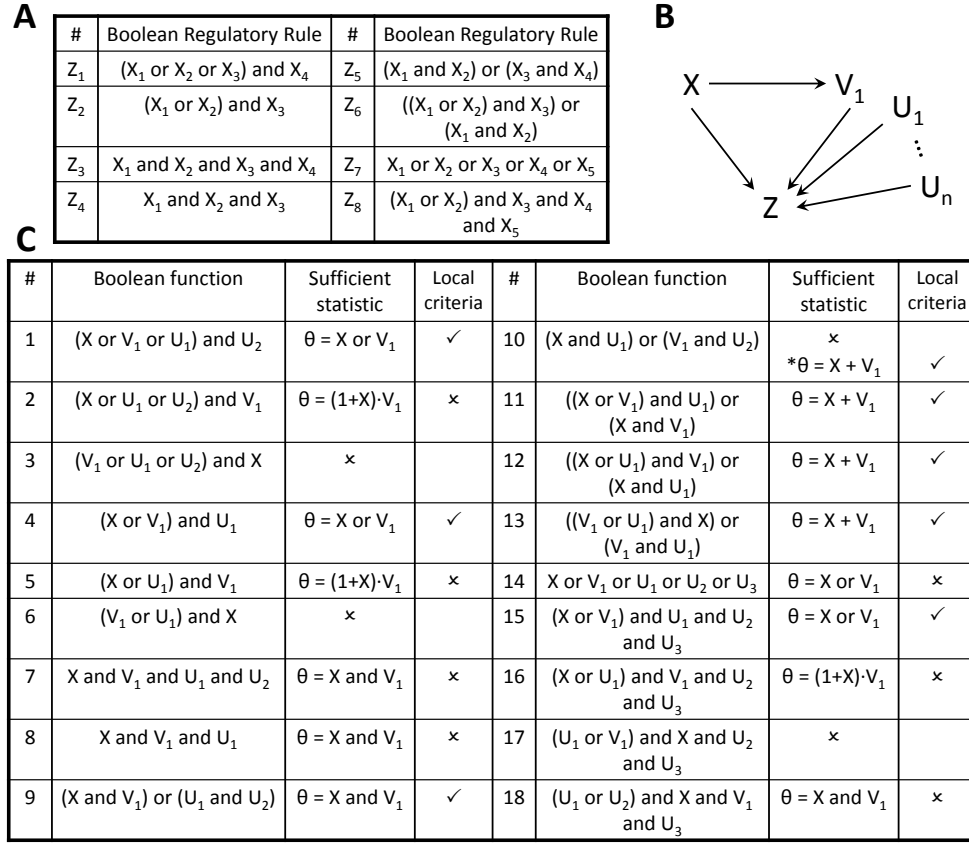 A
# Boolean Regulatory Rule # Boolean Regulatory Rule
Z₁ (X₁ or X₂ or X₃) and X₄ Z₅ (X₁ and X₂) or (X₃ and X₄)
Z₂ (X₁ or X₂) and X₃ Z₆ ((X₁ or X₂) and X₃) or
(X₁ and X₂)
Z₃ X₁ and X₂ and X₃ and X₄ Z₇ X₁ or X₂ or X₃ or X₄ or X₅
Z₄ X₁ and X₂ and X₃ Z₈ (X₁ or X₂) and X₃ and X₄
and X₅
B
X V₁
U₁
⋱
Uₙ
Z
C
# Boolean function Sufficient statistic Local criteria # Boolean function Sufficient statistic Local criteria
1 (X or V₁ or U₁) and U₂ θ = X or V₁ ✓ 10 (X and U₁) or (V₁ and U₂) ×
*θ = X + V₁ ✓
2 (X or U₁ or U₂) and V₁ θ = (1+X)·V₁ × 11 ((X or V₁) and U₁) or θ = X + V₁ ✓
(X and V₁)
3 (V₁ or U₁ or U₂) and X × 12 ((X or U₁) and V₁) or θ = X + V₁ ✓
(X and U₁)
4 (X or V₁) and U₁ θ = X or V₁ ✓ 13 ((V₁ or U₁) and X) or θ = X + V₁ ✓
(V₁ and U₁)
5 (X or U₁) and V₁ θ = (1+X)·V₁ × 14 X or V₁ or U₁ or U₂ or U₃ θ = X or V₁ ×
6 (V₁ or U₁) and X × 15 (X or V₁) and U₁ and U₂ θ = X or V₁ ✓
and U₃
7 X and V₁ and U₁ and U₂ θ = X and V₁ × 16 (X or U₁) and V₁ and U₂ θ = (1+X)·V₁ ×
and U₃
8 X and V₁ and U₁ θ = X and V₁ × 17 (U₁ or V₁) and X and U₂ ×
and U₃
9 (X and V₁) or (U₁ and U₂) θ = X and V₁ ✓ 18 (U₁ or U₂) and X and V₁ θ = X and V₁ ×
and U₃